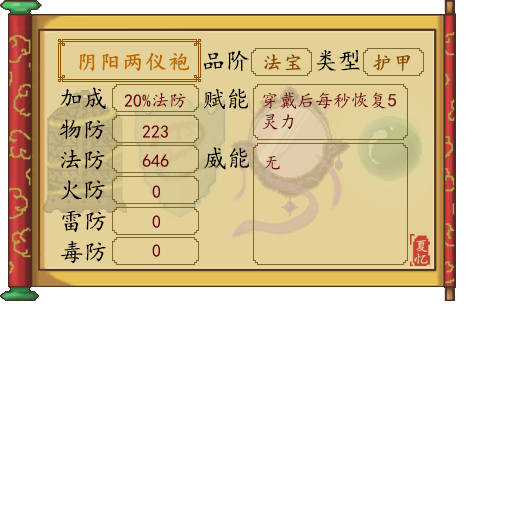 阴阳两仪袍 品阶 法宝 类型 护甲
加成 20%法防 赋能 穿戴后每秒恢复5
灵力
物防 223
法防 646 威能 无
火防 0
雷防 0
毒防 0
夏忆